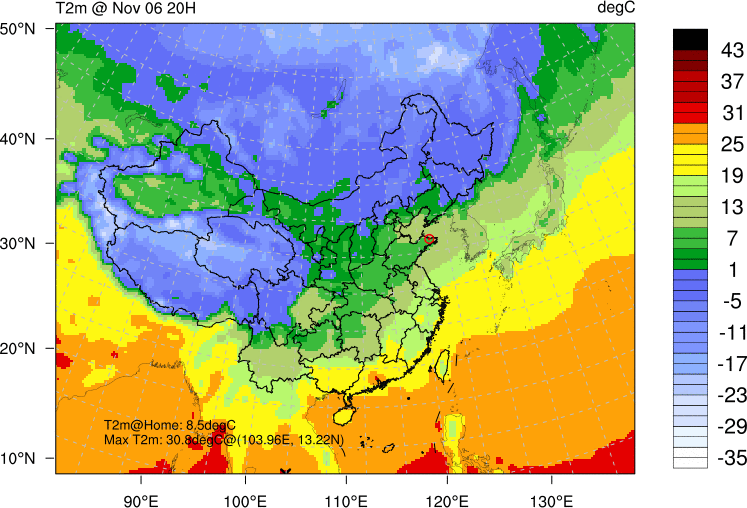 T2m @ Nov 06 20H degC
50°N
40°N
30°N
20°N
10°N
90°E 100°E 110°E 120°E 130°E
T2m@Home: 8.5degC
Max T2m: 30.8degC@(103.96E, 13.22N)
43
37
31
25
19
13
7
1
-5
-11
-17
-23
-29
-35